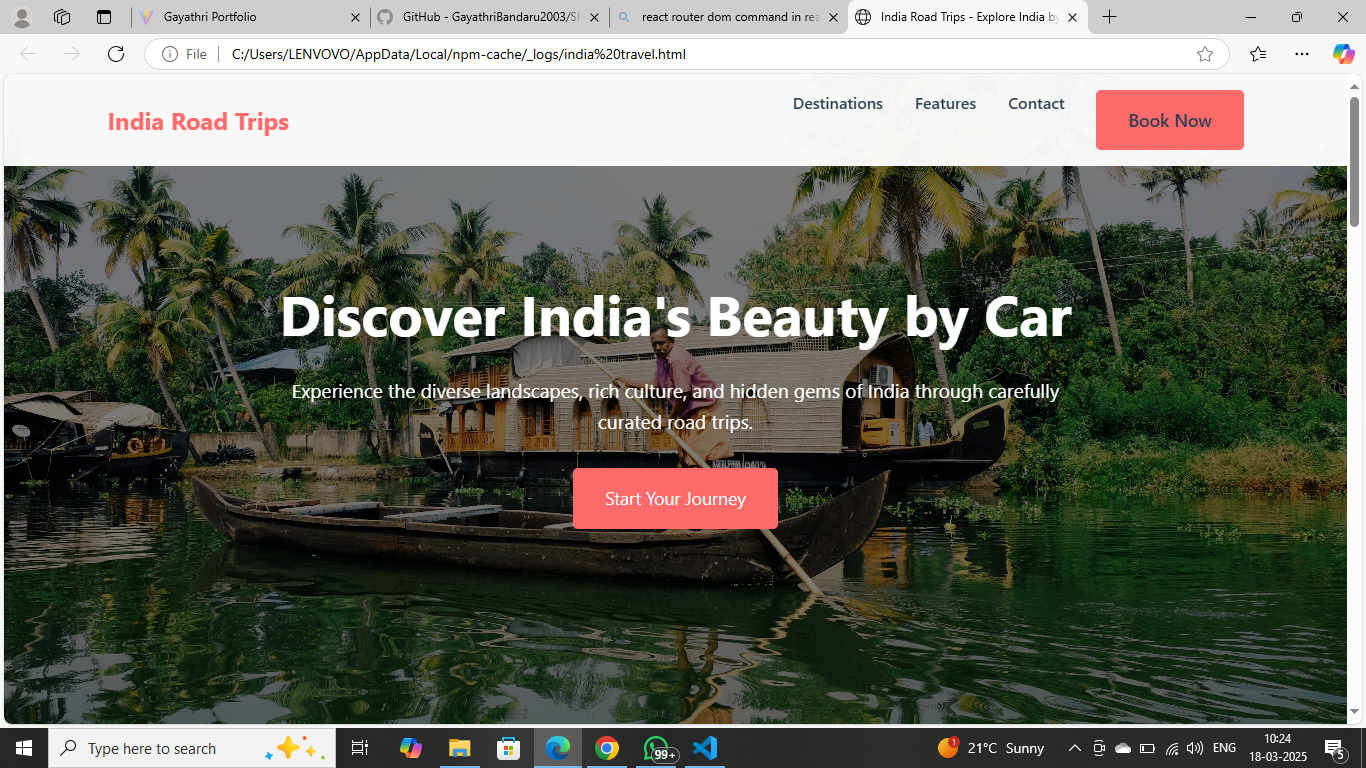 Gayathri Portfolio
GitHub - GayathriBandaru2003/Sh
react router dom command in rea
India Road Trips - Explore India by
File
C:/Users/LENVOVO/AppData/Local/npm-cache/_logs/india%20travel.html
India Road Trips
Destinations
Features
Contact
Book Now
Discover India's Beauty by Car
Experience the diverse landscapes, rich culture, and hidden gems of India through carefully
curated road trips.
Start Your Journey
Type here to search
99+
1
21°C Sunny
ENG
10:24
18-03-2025
5